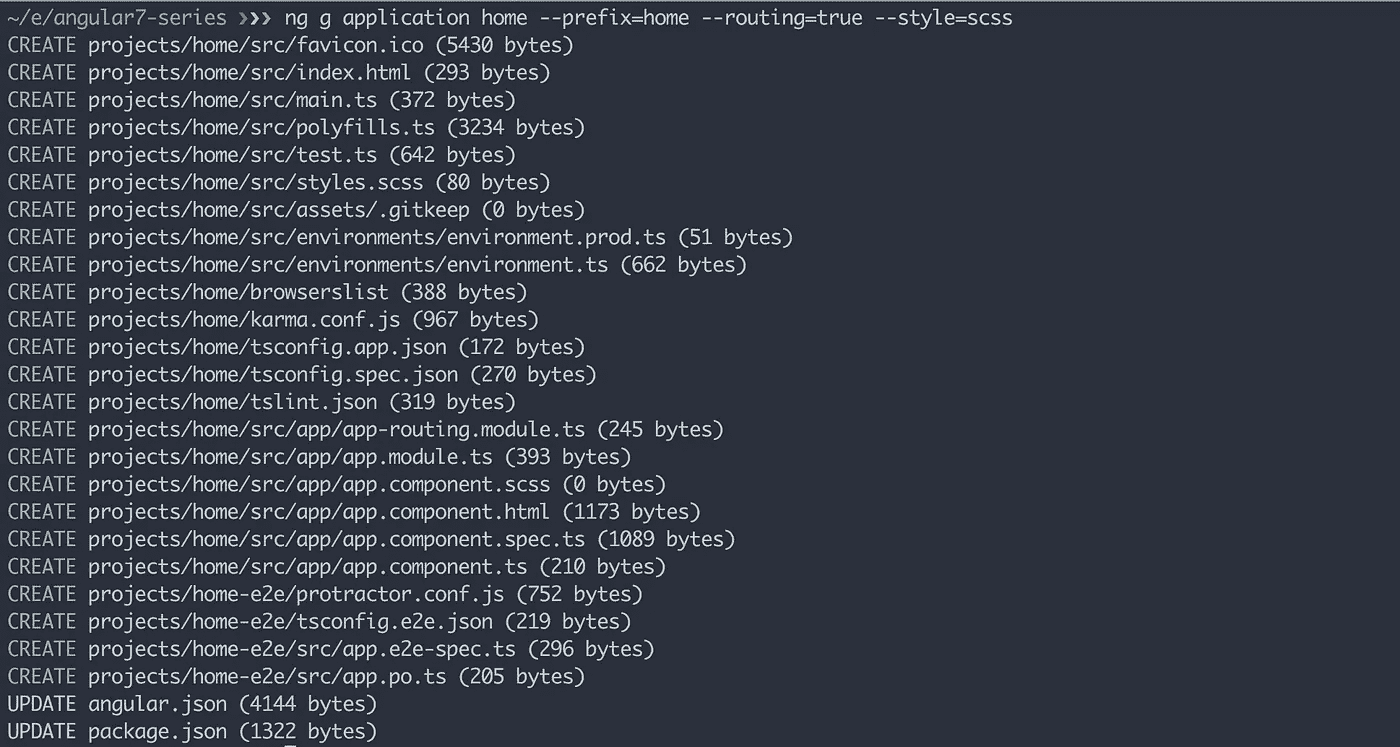 ~/e/angular7-series ❯❯❯ ng g application home --prefix=home --routing=true --style=scss
CREATE projects/home/src/favicon.ico (5430 bytes)
CREATE projects/home/src/index.html (293 bytes)
CREATE projects/home/src/main.ts (372 bytes)
CREATE projects/home/src/polyfills.ts (3234 bytes)
CREATE projects/home/src/test.ts (642 bytes)
CREATE projects/home/src/styles.scss (80 bytes)
CREATE projects/home/src/assets/.gitkeep (0 bytes)
CREATE projects/home/src/environments/environment.prod.ts (51 bytes)
CREATE projects/home/src/environments/environment.ts (662 bytes)
CREATE projects/home/browserslist (388 bytes)
CREATE projects/home/karma.conf.js (967 bytes)
CREATE projects/home/tsconfig.app.json (172 bytes)
CREATE projects/home/tsconfig.spec.json (270 bytes)
CREATE projects/home/tslint.json (319 bytes)
CREATE projects/home/src/app/app-routing.module.ts (245 bytes)
CREATE projects/home/src/app/app.module.ts (393 bytes)
CREATE projects/home/src/app/app.component.scss (0 bytes)
CREATE projects/home/src/app/app.component.html (1173 bytes)
CREATE projects/home/src/app/app.component.spec.ts (1089 bytes)
CREATE projects/home/src/app/app.component.ts (210 bytes)
CREATE projects/home-e2e/protractor.conf.js (752 bytes)
CREATE projects/home-e2e/tsconfig.e2e.json (219 bytes)
CREATE projects/home-e2e/src/app.e2e-spec.ts (296 bytes)
CREATE projects/home-e2e/src/app.po.ts (205 bytes)
UPDATE angular.json (4144 bytes)
UPDATE package.json (1322 bytes)